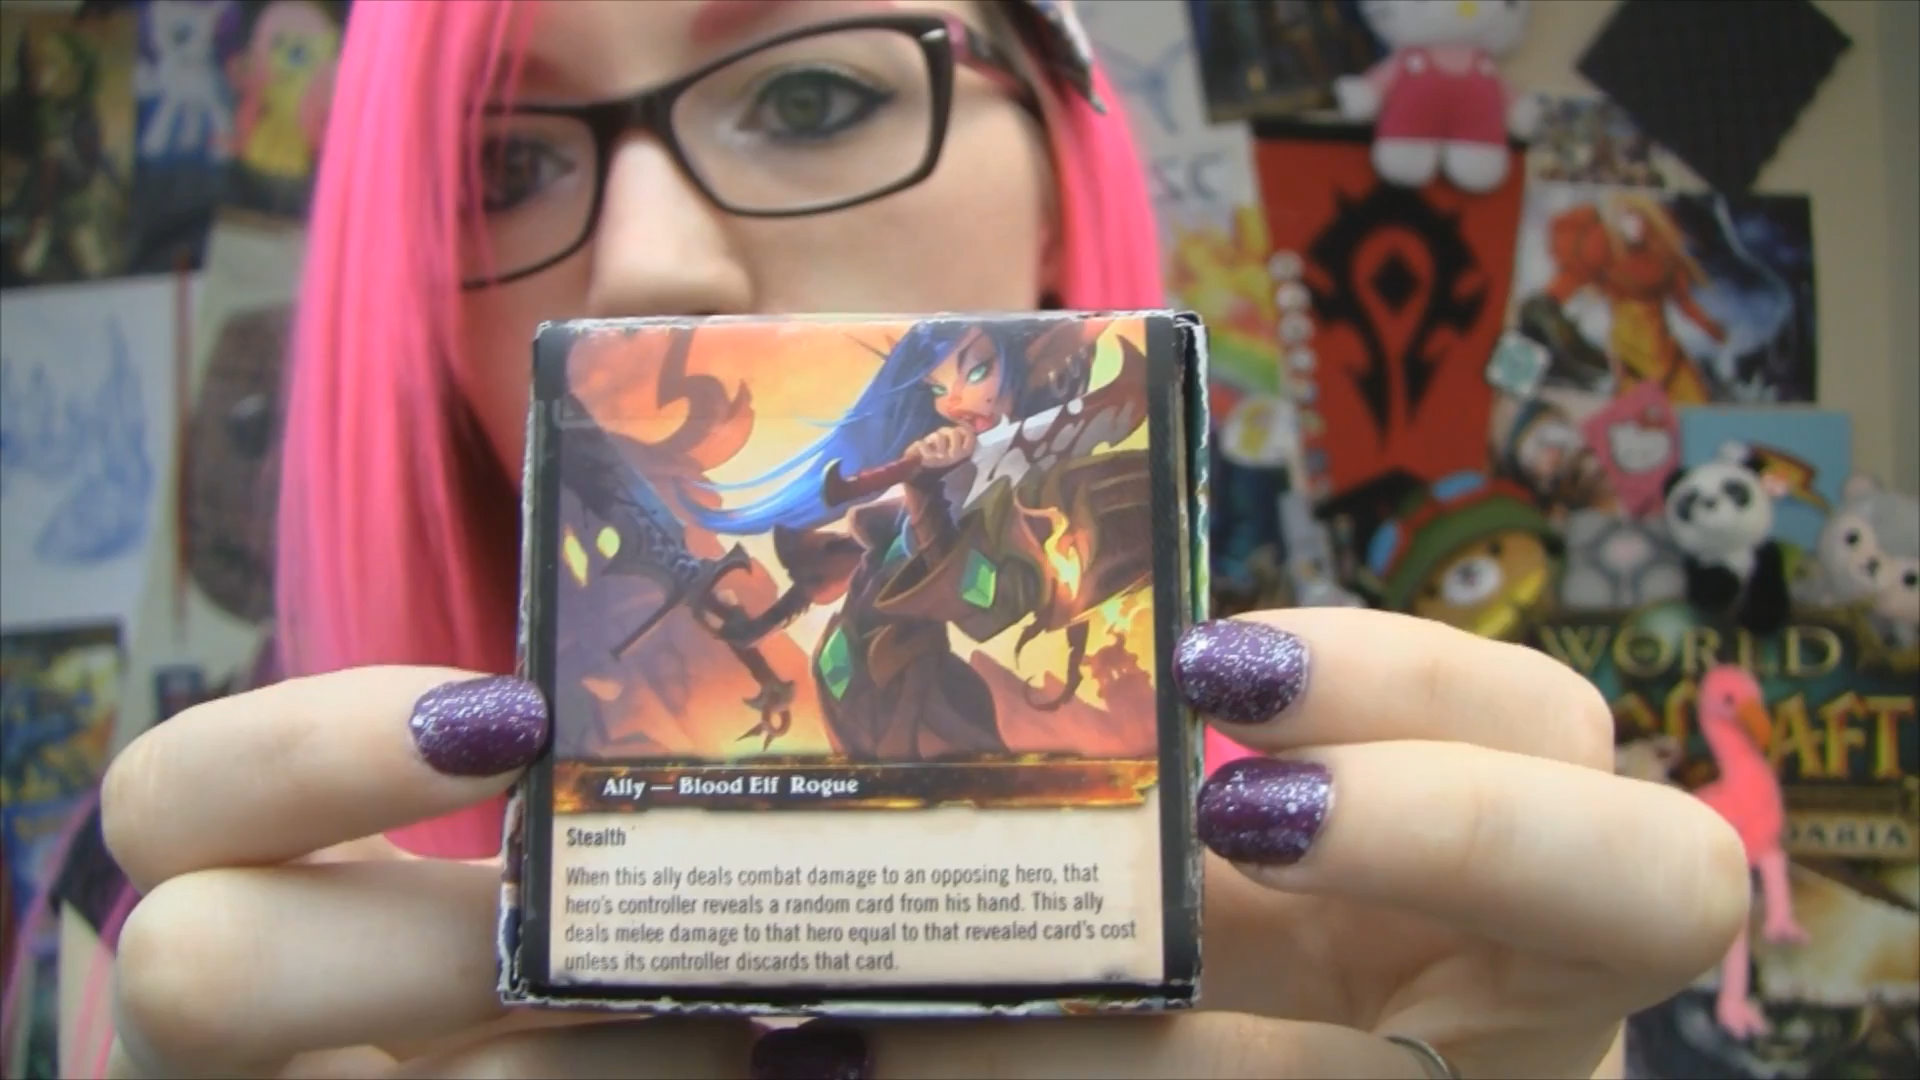 WORLD
CRAFT
DARIA
Ally — Blood Elf Rogue
Stealth
When this ally deals combat damage to an opposing hero, that
hero's controller reveals a random card from his hand. This ally
deals melee damage to that hero equal to that revealed card's cost
unless its controller discards that card.